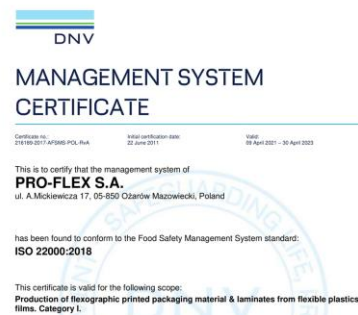 DNV
MANAGEMENT SYSTEM
CERTIFICATE
Certificate no.: Initial certification date: Valid:
216189-2017-AFSMS-POL-RvA 22 June 2011 09 April 2021 – 30 April 2023
This is to certify that the management system of
PRO-FLEX S.A.
ul. A.Mickiewicza 17, 05-850 Ożarów Mazowiecki, Poland
has been found to conform to the Food Safety Management System standard:
ISO 22000:2018
This certificate is valid for the following scope:
Production of flexographic printed packaging material & laminates from flexible plastics
films. Category I.